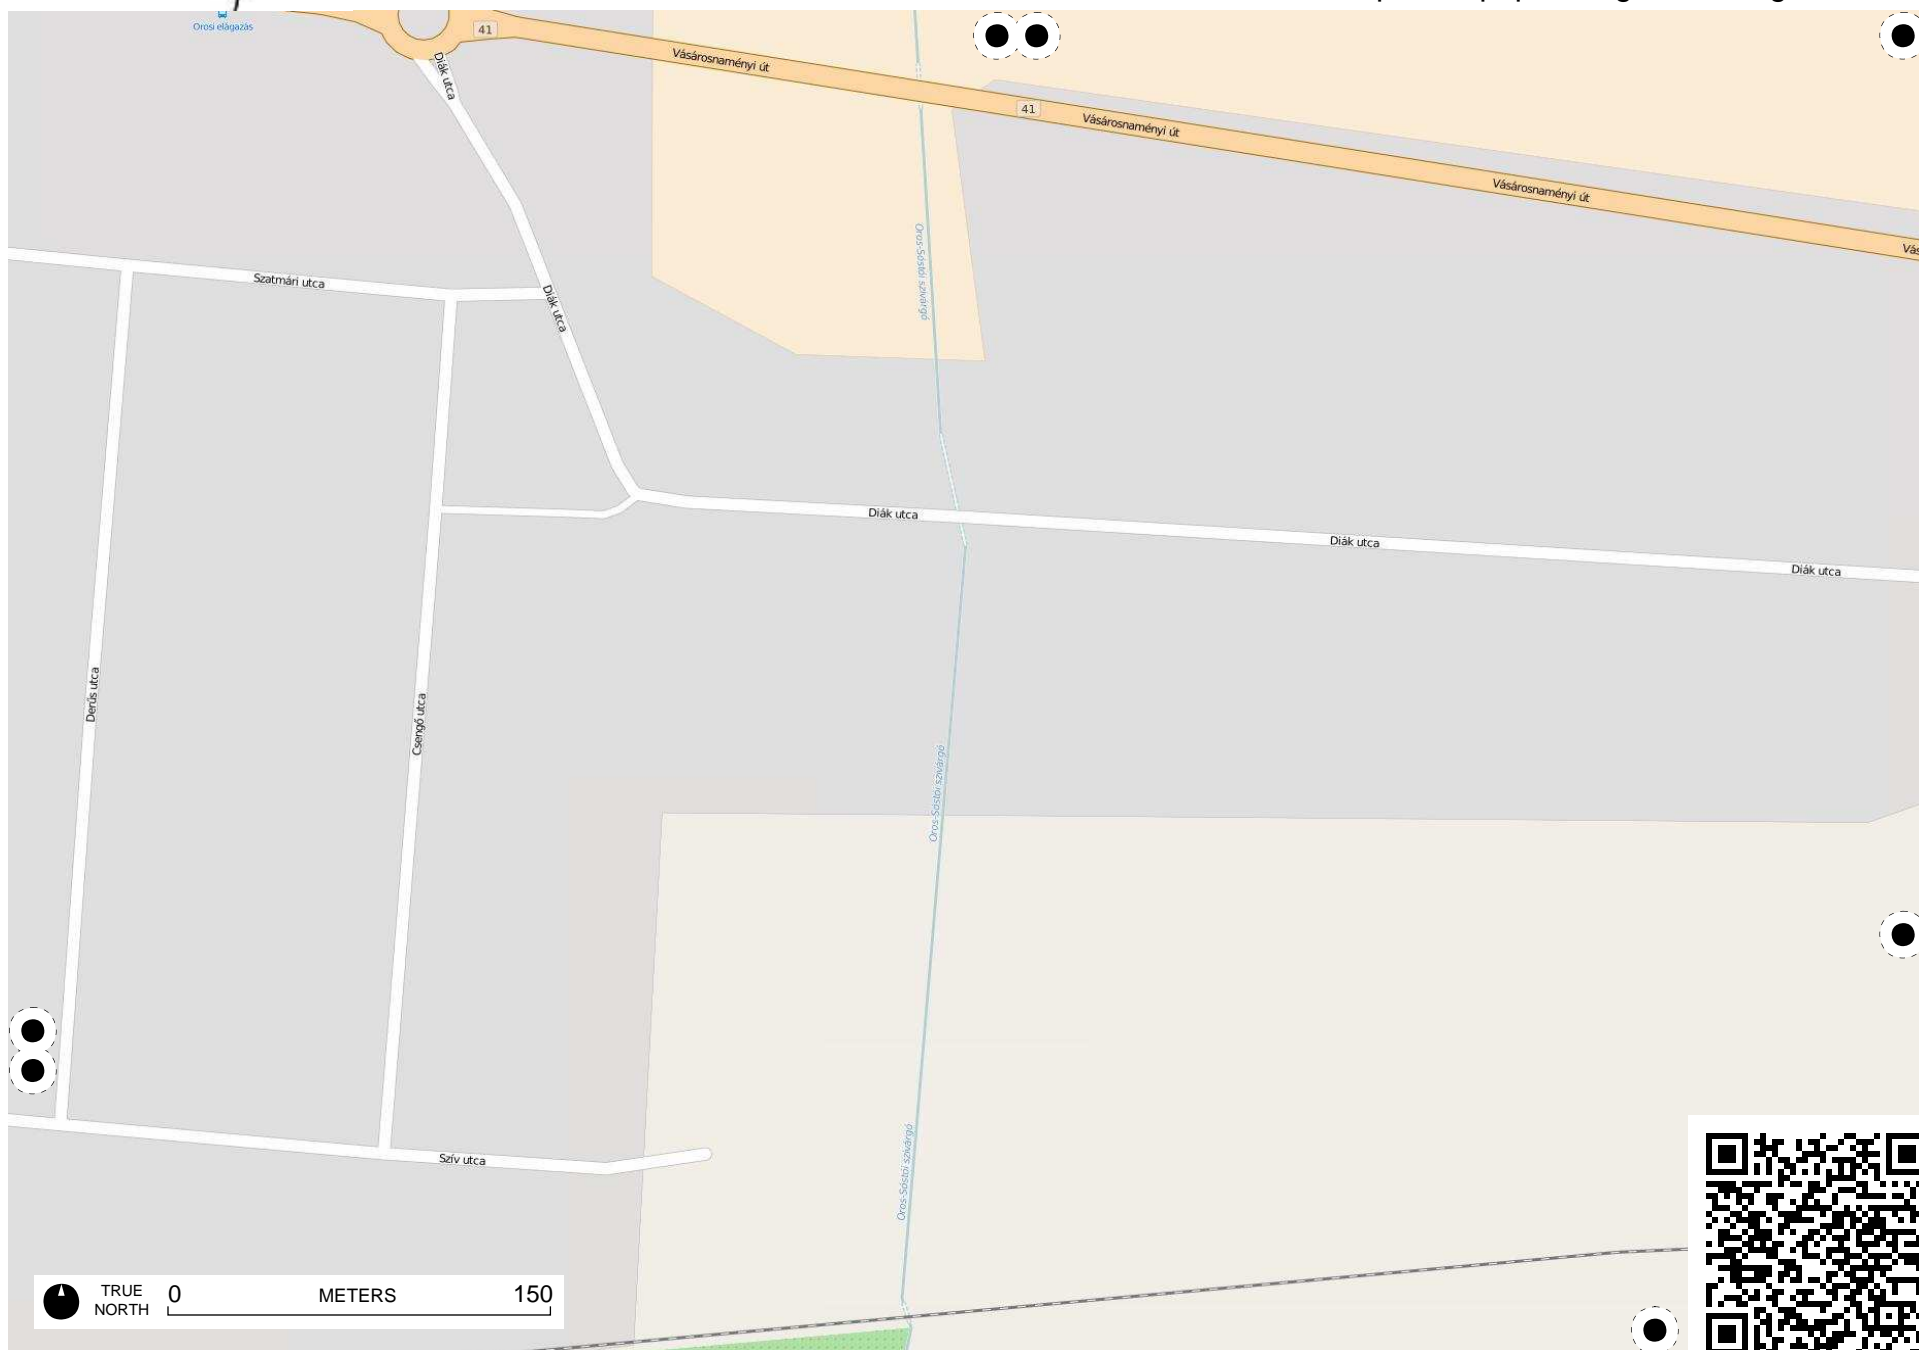 Orosi elágazás
41
Diák utca
Vásárosnaményi út
41
Vásárosnaményi út
Vásárosnaményi út
Szatmári utca
Diák utca
Oros-Sóstói szivárgó
Diák utca
Diák utca
Diák utca
Derűs utca
Csengő utca
Oros-Sóstói szivárgó
Oros-Sóstói szivárgó
Szív utca
TRUE NORTH
0 METERS 150